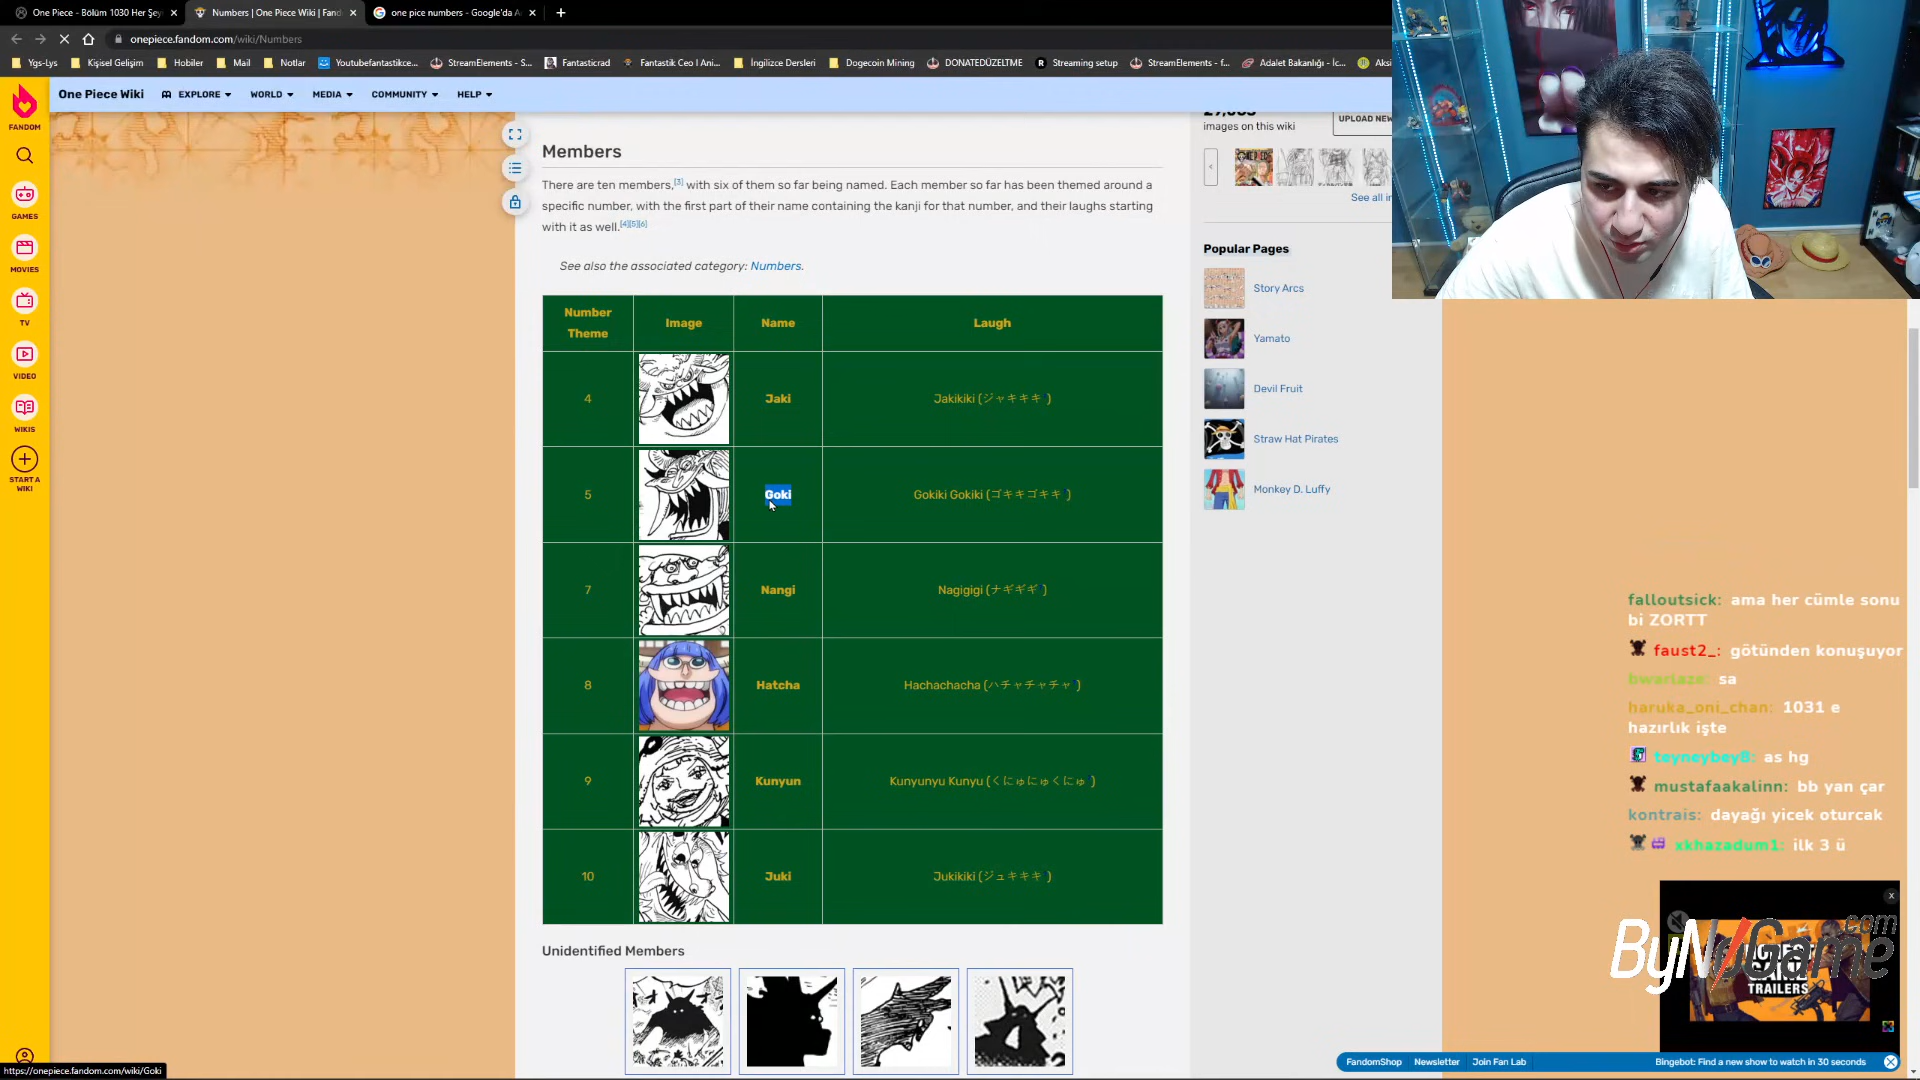 One Piece - Bölüm 1030 Her Şey
Numbers | One Piece Wiki | Fand
one pice numbers - Google'da A
onepiece.fandom.com/wiki/Numbers
Ygs-Lys
Kişisel Gelişim
Hobiler
Mail
Notlar
Youtubefantastikce...
StreamElements - S...
Fantasticrad
Fantastik Ceo I Ani...
İngilizce Dersleri
Dogecoin Mining
DONATEDÜZELTME
Streaming setup
StreamElements - f...
Adalet Bakanlığı - İc...
Aksi
FANDOM
One Piece Wiki
EXPLORE
WORLD
MEDIA
COMMUNITY
HELP
GAMES
MOVIES
TV
VIDEO
WIKIS
START A
WIKI
Members
There are ten members,[3] with six of them so far being named. Each member so far has been themed around a
specific number, with the first part of their name containing the kanji for that number, and their laughs starting
with it as well.[4][5][6]
See also the associated category: Numbers.
Number
Theme
Image
Name
Laugh
4
Jaki
Jakikiki (ジャキキキ)
5
Goki
Gokiki Gokiki (ゴキキゴキキ)
7
Nangi
Nagigigi (ナギギギ)
8
Hatcha
Hachachacha (ハチャチャチャ)
9
Kunyun
Kunyunyu Kunyu (くにゅにゅくにゅ)
10
Juki
Jukikiki (ジュキキキ)
Unidentified Members
images on this wiki
UPLOAD NEW
See all
Popular Pages
Story Arcs
Yamato
Devil Fruit
Straw Hat Pirates
Monkey D. Luffy
falloutsick: ama her cümle sonu
bi ZORTT
faust2_: götünden konuşuyor
bwarlaze: sa
haruka_oni_chan: 1031 e
hazırlık işte
teyneybey8: as hg
mustafaakalinn: bb yan çar
kontrais: dayağı yicek oturcak
xkhazadum1: ilk 3 ü
ByNoGame
com
TRAILERS
FandomShop
Newsletter
Join Fan Lab
Bingebot: Find a new show to watch in 30 seconds
https://onepiece.fandom.com/wiki/Goki